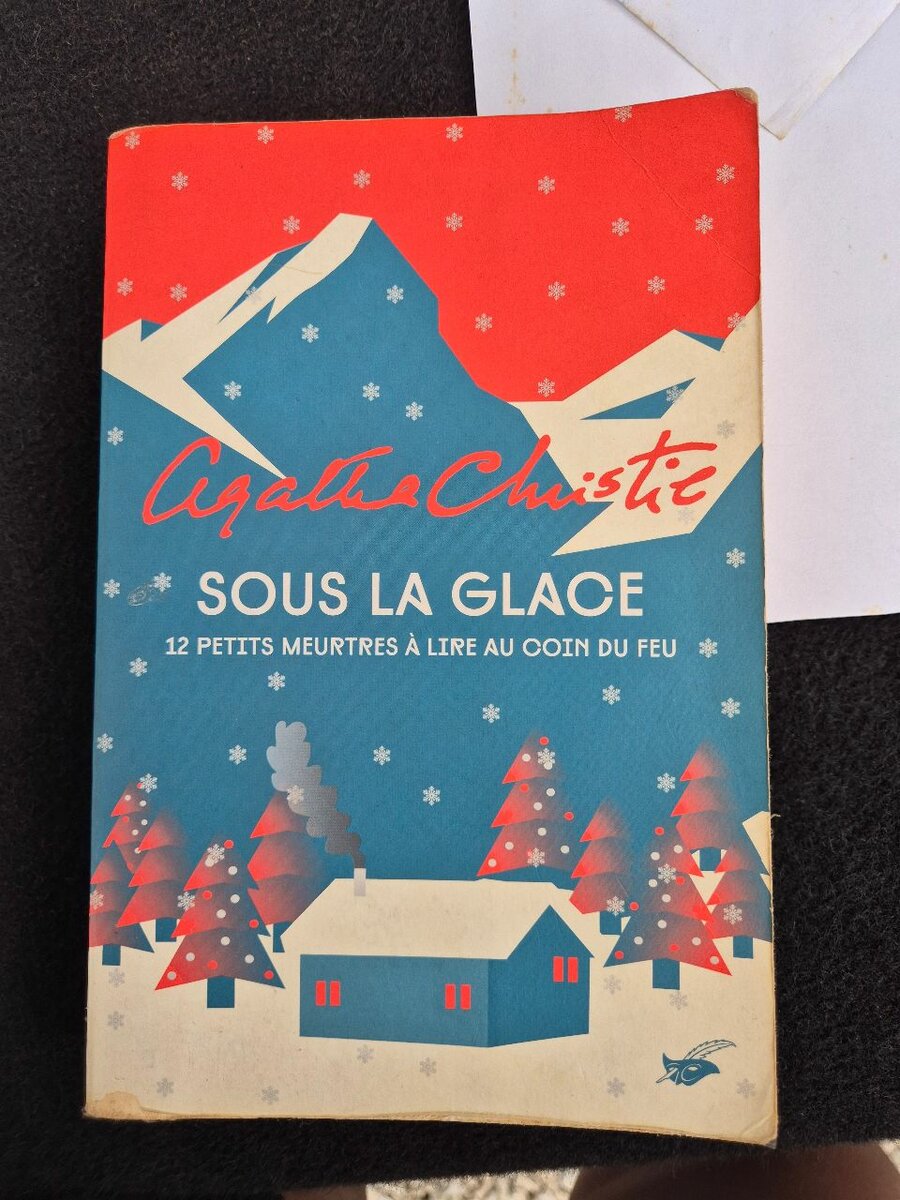 Agatha Christie
SOUS LA GLACE
12 PETITS MEURTRES À LIRE AU COIN DU FEU